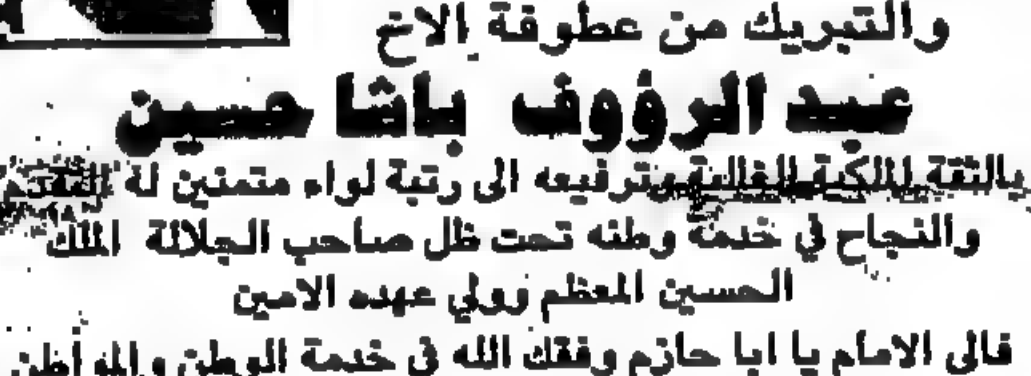 والتبريك من عطوفة الاخ
عبد الرؤوف باشا حسين
بالثقة الملكية الغالية وترفيعه الى رتبة لواء متمنين له التقدم
والنجاح في خدمة وطنه تحت ظل صاحب الجلالة الملك
الحسين المعظم وولي عهده الامين
فالى الامام يا ابا حازم وفقك الله في خدمة الوطن والمواطن